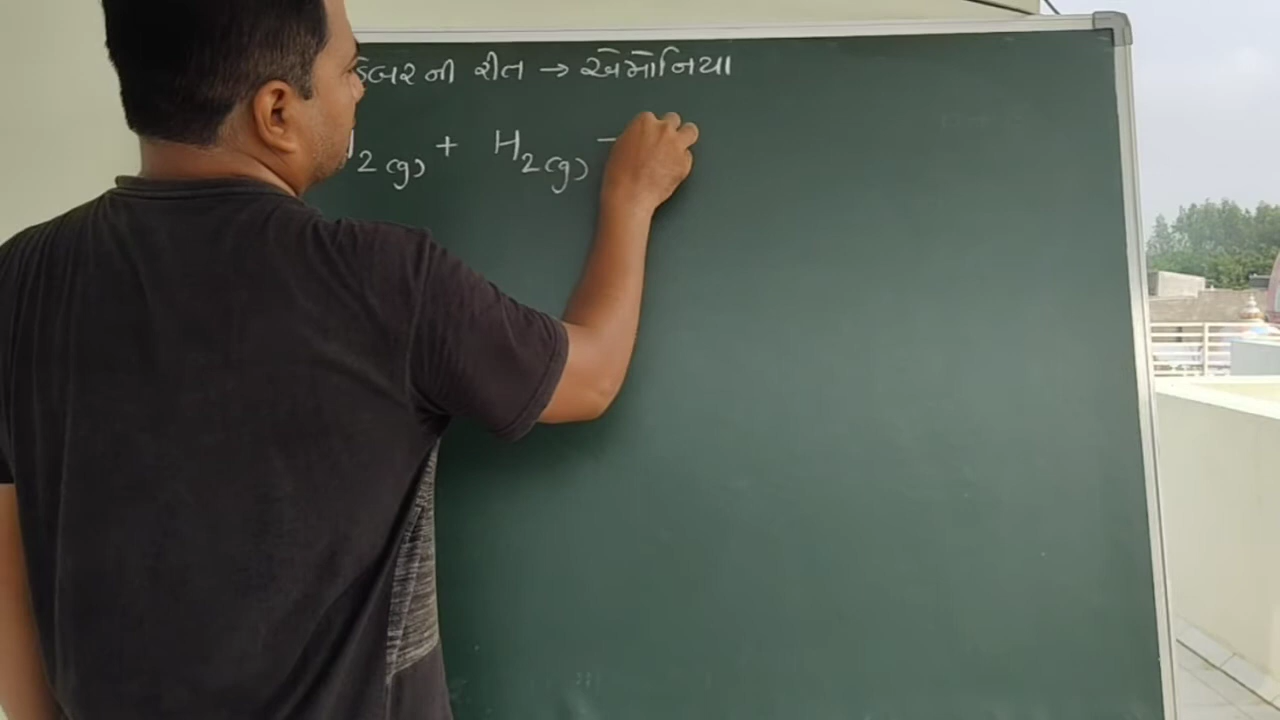 હેબરની રીત → એમોનિયા
2(g) + H2(g) -